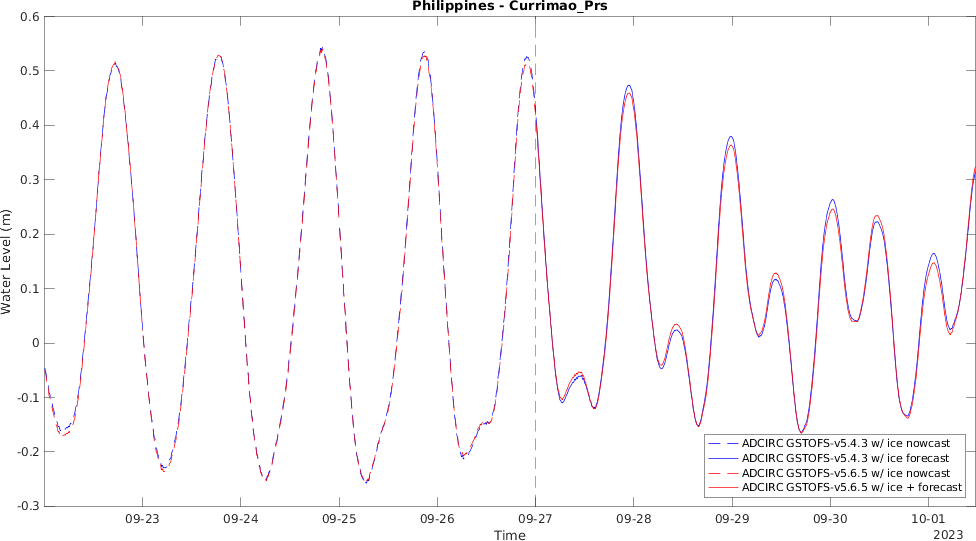 Philippines - Currimao_Prs
Water Level (m)
0.6
0.5
0.4
0.3
0.2
0.1
0
-0.1
-0.2
-0.3
ADCIRC GSTOFS-v5.4.3 w/ ice nowcast
ADCIRC GSTOFS-v5.4.3 w/ ice forecast
ADCIRC GSTOFS-v5.6.5 w/ ice nowcast
ADCIRC GSTOFS-v5.6.5 w/ ice + forecast
09-23 09-24 09-25 09-26 09-27 09-28 09-29 09-30 10-01
Time
2023